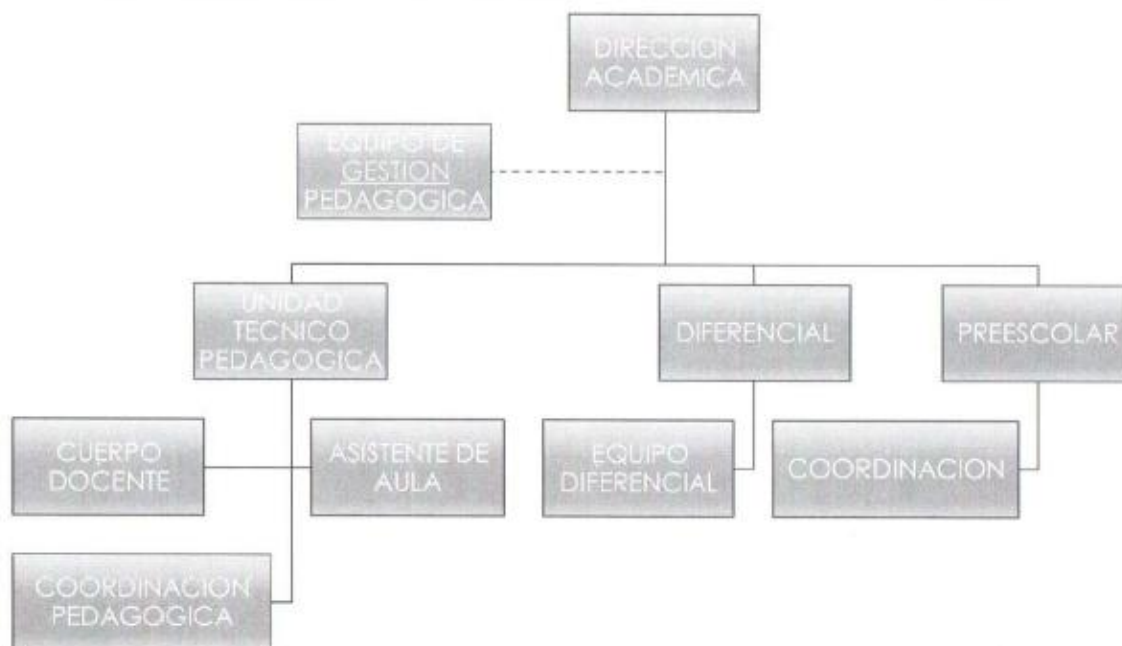 DIRECCION
ACADEMICA
EQUIPO DE
GESTION
PEDAGOGICA
UNIDAD
TECNICO
PEDAGOGICA
DIFERENCIAL
PREESCOLAR
CUERPO
DOCENTE
ASISTENTE DE
AULA
EQUIPO
DIFERENCIAL
COORDINACION
COORDINACION
PEDAGOGICA